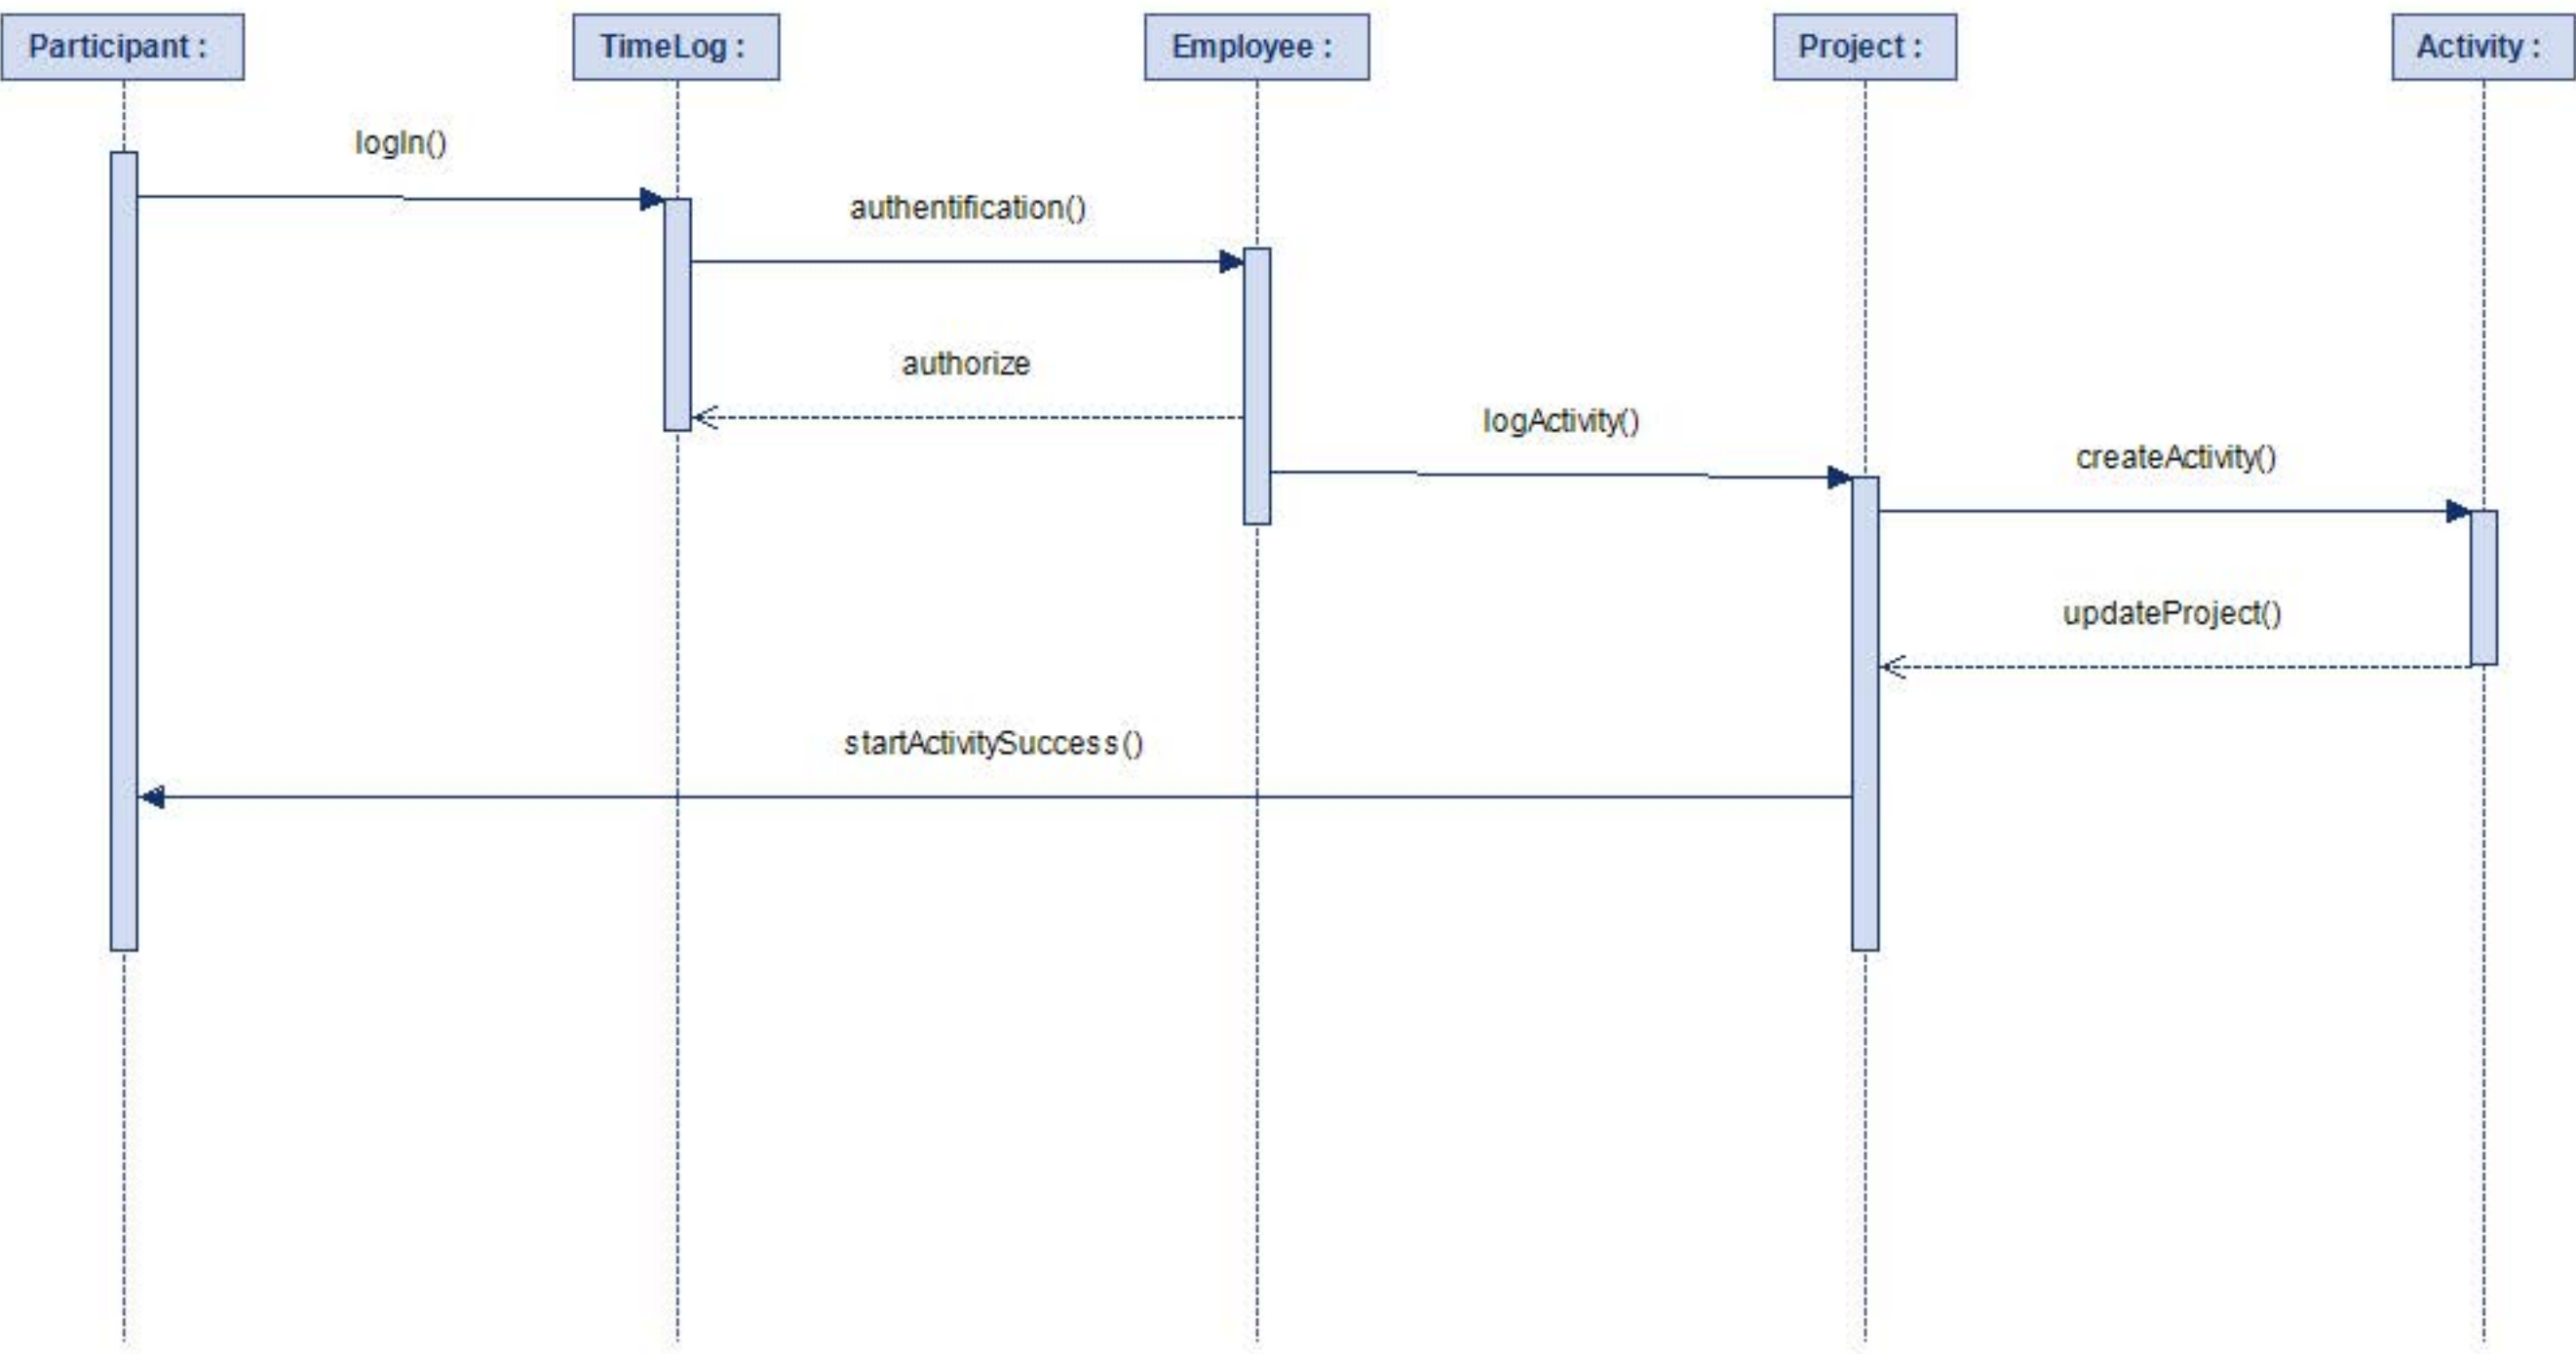 Participant :
TimeLog :
Employee :
Project :
Activity :
logIn()
authentification()
authorize
logActivity()
createActivity()
updateProject()
startActivitySuccess()